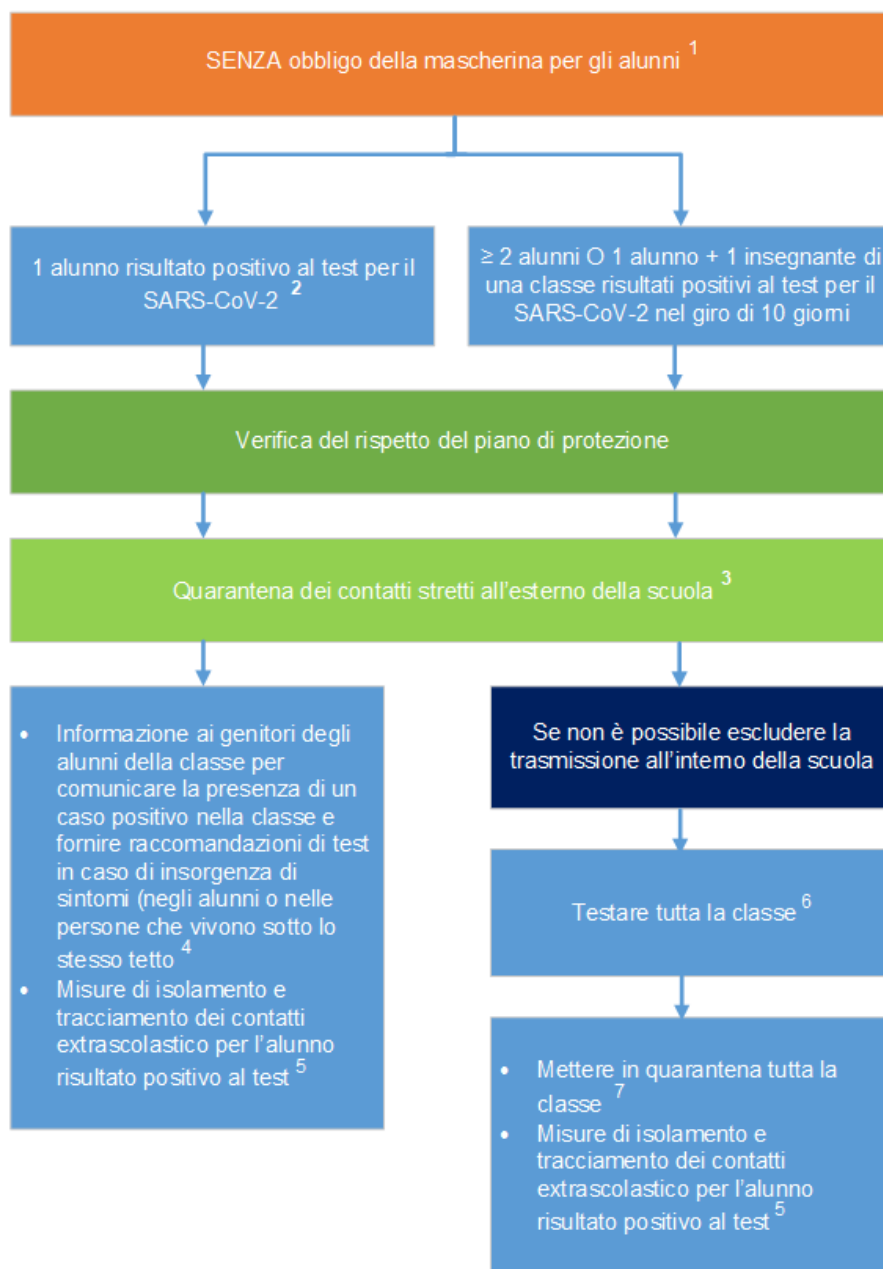 SENZA obbligo della mascherina per gli alunni 1
1 alunno risultato positivo al test per il
SARS-CoV-2 2
≥ 2 alunni O 1 alunno + 1 insegnante di
una classe risultati positivi al test per il
SARS-CoV-2 nel giro di 10 giorni
Verifica del rispetto del piano di protezione
Quarantena dei contatti stretti all'esterno della scuola 3
• Informazione ai genitori degli
alunni della classe per
comunicare la presenza di un
caso positivo nella classe e
fornire raccomandazioni di test
in caso di insorgenza di
sintomi (negli alunni o nelle
persone che vivono sotto lo
stesso tetto 4
• Misure di isolamento e
tracciamento dei contatti
extrascolastico per l'alunno
risultato positivo al test 5
Se non è possibile escludere la
trasmissione all'interno della scuola
Testare tutta la classe 6
• Mettere in quarantena tutta la
classe 7
• Misure di isolamento e
tracciamento dei contatti
extrascolastico per l'alunno
risultato positivo al test 5